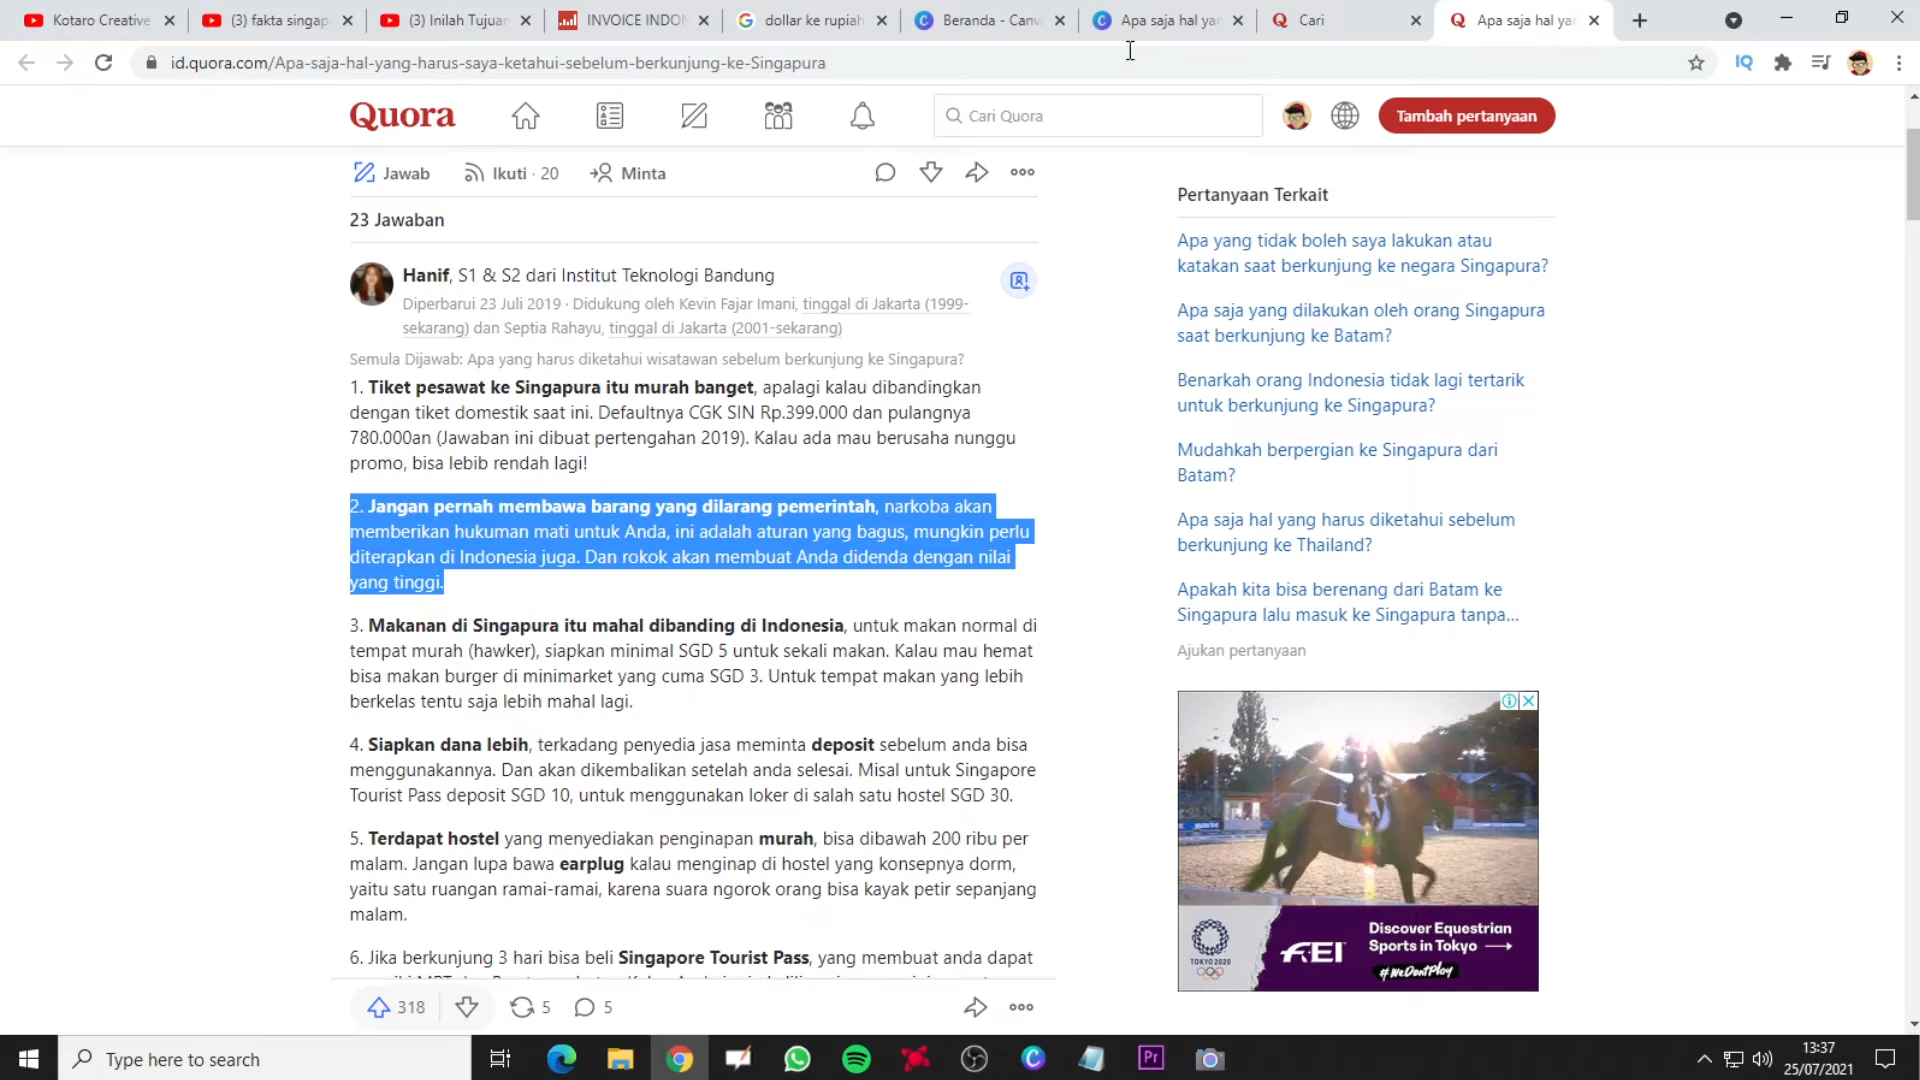 Kotaro Creative
(3) fakta singap
(3) Inilah Tujuan
INVOICE INDON
dollar ke rupiah
Beranda - Canv
Apa saja hal yan
Cari
Apa saja hal yan
id.quora.com/Apa-saja-hal-yang-harus-saya-ketahui-sebelum-berkunjung-ke-Singapura
IQ
Quora
Cari Quora
Tambah pertanyaan
Jawab
Ikuti · 20
Minta
23 Jawaban
Hanif, S1 & S2 dari Institut Teknologi Bandung
Diperbarui 23 Juli 2019 · Didukung oleh Kevin Fajar Imani, tinggal di Jakarta (1999-
sekarang) dan Septia Rahayu, tinggal di Jakarta (2001-sekarang)
Semula Dijawab: Apa yang harus diketahui wisatawan sebelum berkunjung ke Singapura?
1. Tiket pesawat ke Singapura itu murah banget, apalagi kalau dibandingkan
dengan tiket domestik saat ini. Defaultnya CGK SIN Rp.399.000 dan pulangnya
780.000an (Jawaban ini dibuat pertengahan 2019). Kalau ada mau berusaha nunggu
promo, bisa lebib rendah lagi!
2. Jangan pernah membawa barang yang dilarang pemerintah, narkoba akan
memberikan hukuman mati untuk Anda, ini adalah aturan yang bagus, mungkin perlu
diterapkan di Indonesia juga. Dan rokok akan membuat Anda didenda dengan nilai
yang tinggi.
3. Makanan di Singapura itu mahal dibanding di Indonesia, untuk makan normal di
tempat murah (hawker), siapkan minimal SGD 5 untuk sekali makan. Kalau mau hemat
bisa makan burger di minimarket yang cuma SGD 3. Untuk tempat makan yang lebih
berkelas tentu saja lebih mahal lagi.
4. Siapkan dana lebih, terkadang penyedia jasa meminta deposit sebelum anda bisa
menggunakannya. Dan akan dikembalikan setelah anda selesai. Misal untuk Singapore
Tourist Pass deposit SGD 10, untuk menggunakan loker di salah satu hostel SGD 30.
5. Terdapat hostel yang menyediakan penginapan murah, bisa dibawah 200 ribu per
malam. Jangan lupa bawa earplug kalau menginap di hostel yang konsepnya dorm,
yaitu satu ruangan ramai-ramai, karena suara ngorok orang bisa kayak petir sepanjang
malam.
6. Jika berkunjung 3 hari bisa beli Singapore Tourist Pass, yang membuat anda dapat
318
5
5
Pertanyaan Terkait
Apa yang tidak boleh saya lakukan atau
katakan saat berkunjung ke negara Singapura?
Apa saja yang dilakukan oleh orang Singapura
saat berkunjung ke Batam?
Benarkah orang Indonesia tidak lagi tertarik
untuk berkunjung ke Singapura?
Mudahkah berpergian ke Singapura dari
Batam?
Apa saja hal yang harus diketahui sebelum
berkunjung ke Thailand?
Apakah kita bisa berenang dari Batam ke
Singapura lalu masuk ke Singapura tanpa...
Ajukan pertanyaan
TOKYO 2020
FEI
Discover Equestrian
Sports in Tokyo
#WeDontPlay
Type here to search
Pr
13:37
25/07/2021